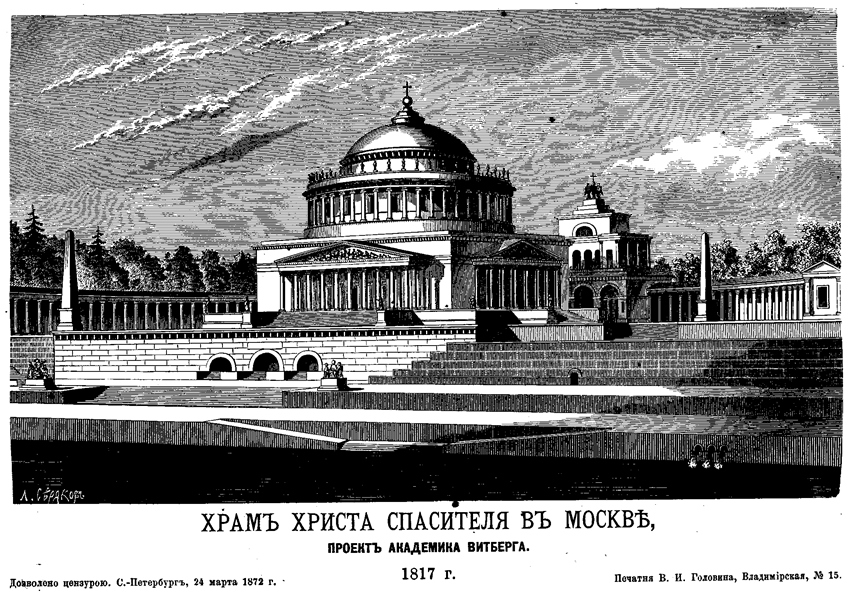 Л. Сѣряковъ
ХРАМЪ ХРИСТА СПАСИТЕЛЯ ВЪ МОСКВѢ,
ПРОЕКТЪ АКАДЕМИКА ВИТБЕРГА.
1817 г.
Дозволено цензурою. С.-Петербургъ, 24 марта 1872 г.
Печатня В. И. Головина, Владимірская, № 15.